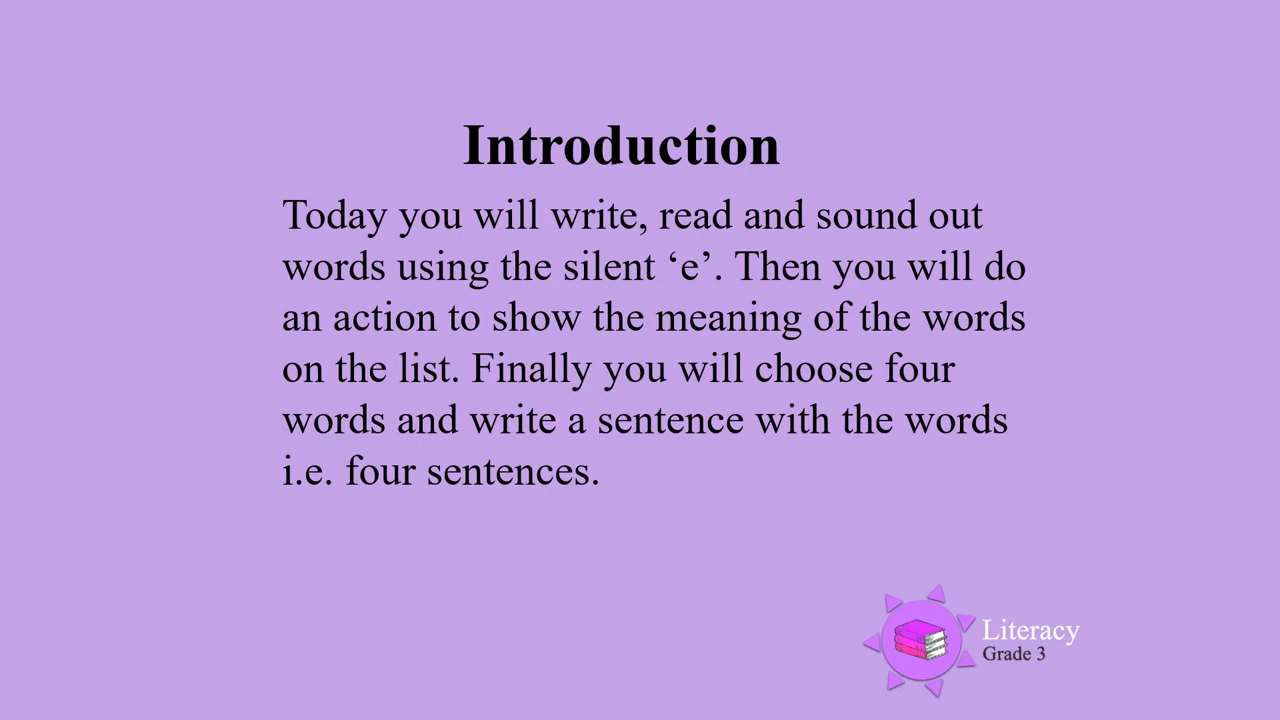 Introduction
Today you will write, read and sound out
words using the silent ‘e’. Then you will do
an action to show the meaning of the words
on the list. Finally you will choose four
words and write a sentence with the words
i.e. four sentences.
Literacy
Grade 3